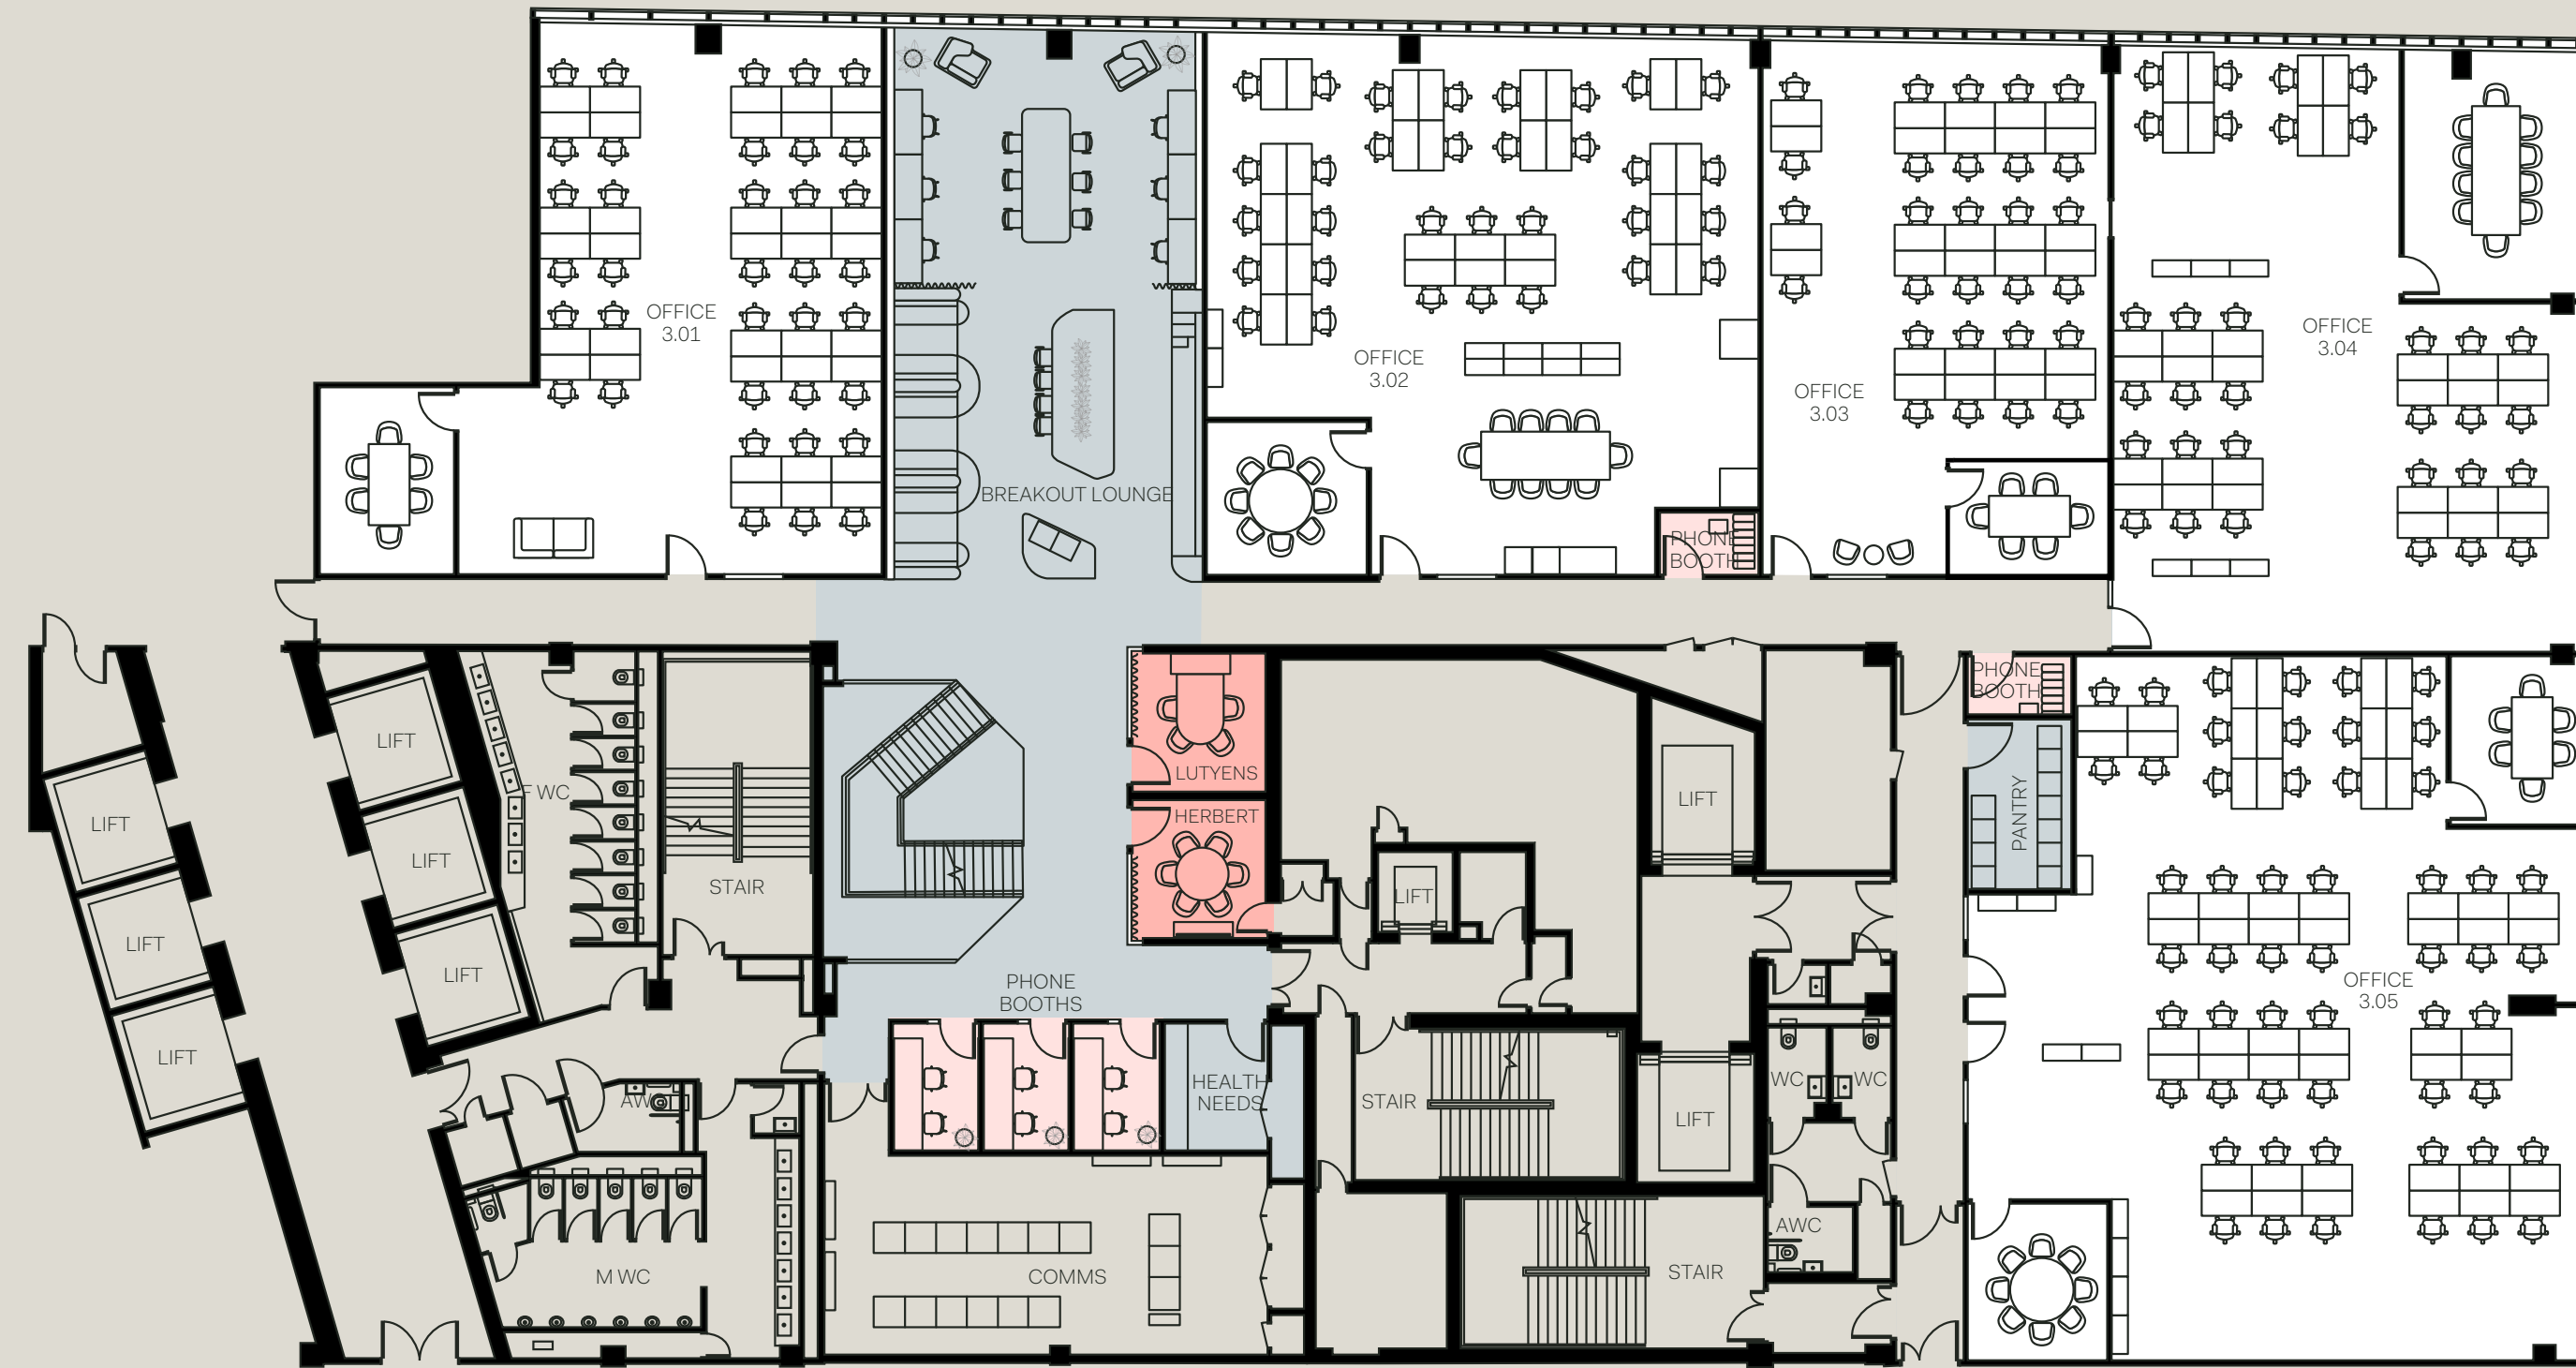 OFFICE
3.01
BREAKOUT LOUNGE
OFFICE
3.02
PHONE
BOOTH
OFFICE
3.03
OFFICE
3.04
LIFT
LIFT
LIFT
LIFT
LIFT
LIFT
F WC
STAIR
LUTYENS
HERBERT
PHONE
BOOTHS
HEALTH
NEEDS
LIFT
LIFT
STAIR
LIFT
WC
WC
PHONE
BOOTH
PANTRY
OFFICE
3.05
AWC
M WC
COMMS
STAIR
AWC